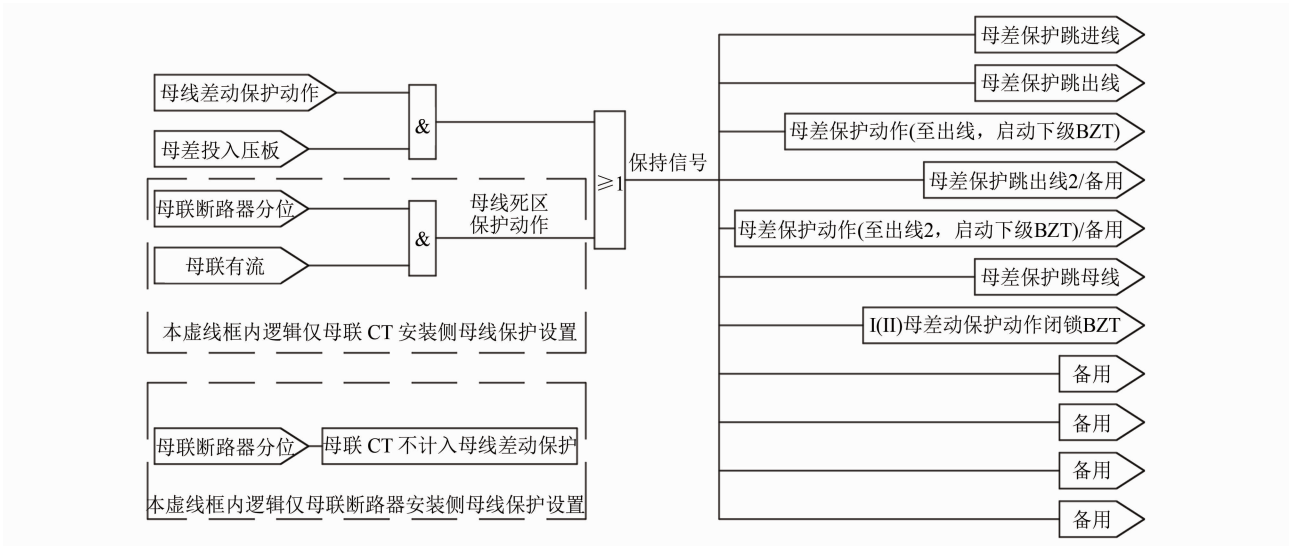 母线差动保护动作
母差投入压板
&
母联断路器分位
母联有流
&
母线死区
保护动作
≥1
保持信号
本虚线框内逻辑仅母联 CT 安装侧母线保护设置
母联断路器分位
母联 CT 不计入母线差动保护
本虚线框内逻辑仅母联断路器安装侧母线保护设置
母差保护跳进线
母差保护跳出线
母差保护动作(至出线，启动下级BZT)
母差保护跳出线2/备用
母差保护动作(至出线2，启动下级BZT)/备用
母差保护跳母线
I(II)母差动保护动作闭锁BZT
备用
备用
备用
备用